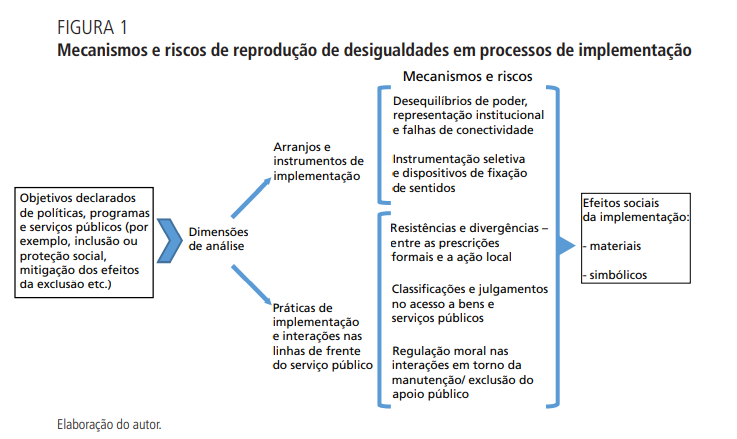 FIGURA 1
Mecanismos e riscos de reprodução de desigualdades em processos de implementação
Objetivos declarados
de políticas, programas
e serviços públicos (por
exemplo, inclusão ou
proteção social,
mitigação dos efeitos
da exclusão etc.)
Dimensões
de análise
Arranjos e
instrumentos de
implementação
Práticas de
implementação
e interações nas
linhas de frente
do serviço público
Mecanismos e riscos
Desequilíbrios de poder,
representação institucional
e falhas de conectividade
Instrumentação seletiva
e dispositivos de fixação
de sentidos
Resistências e divergências –
entre as prescrições
formais e a ação local
Classificações e julgamentos
no acesso a bens e
serviços públicos
Regulação moral nas
interações em torno da
manutenção/ exclusão do
apoio público
Efeitos sociais
da implementação:
- materiais
- simbólicos
Elaboração do autor.